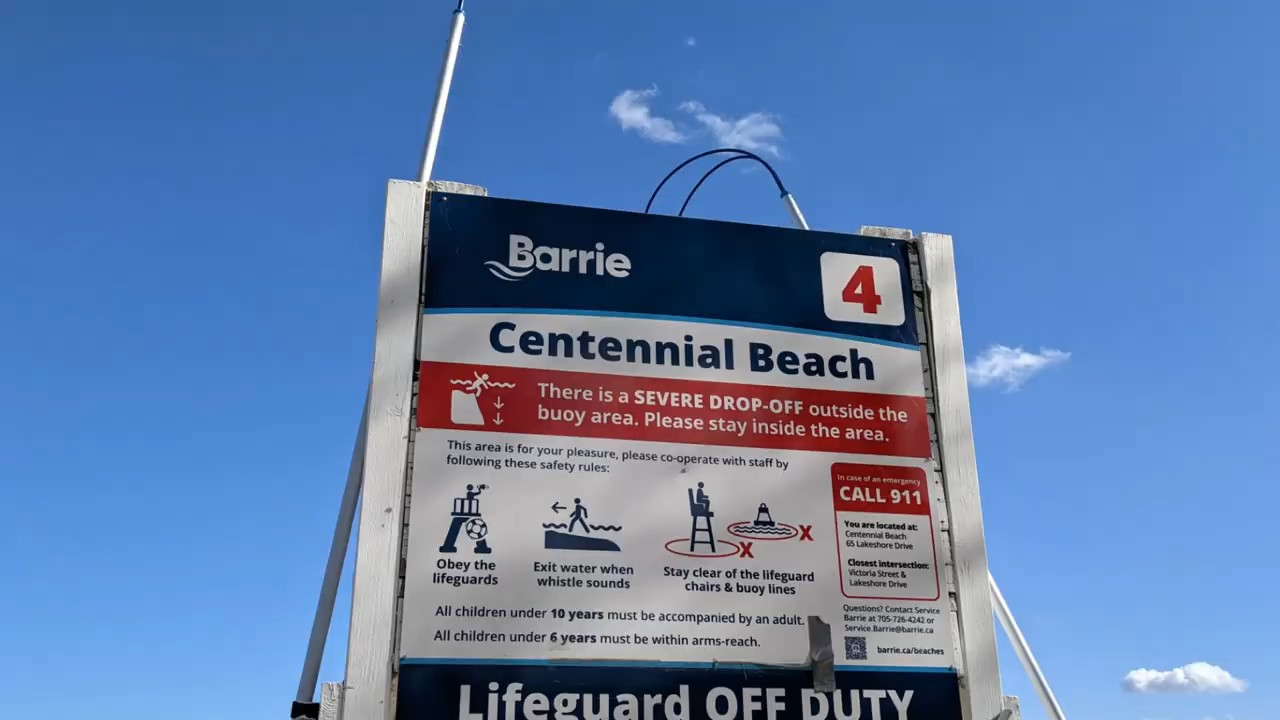 Barrie
4
Centennial Beach
There is a SEVERE DROP-OFF outside the
buoy area. Please stay inside the area.
This area is for your pleasure, please co-operate with staff by
following these safety rules:
Obey the
lifeguards
Exit water when
whistle sounds
Stay clear of the lifeguard
chairs & buoy lines
All children under 10 years must be accompanied by an adult.
All children under 6 years must be within arms-reach.
In case of an emergency
CALL 911
You are located at:
Centennial Beach
65 Lakeshore Drive
Closest intersection:
Victoria Street &
Lakeshore Drive
Questions? Contact Service
Barrie at 705-726-4242 or
Service.Barrie@barrie.ca
barrie.ca/beaches
Lifeguard OFF DUTY